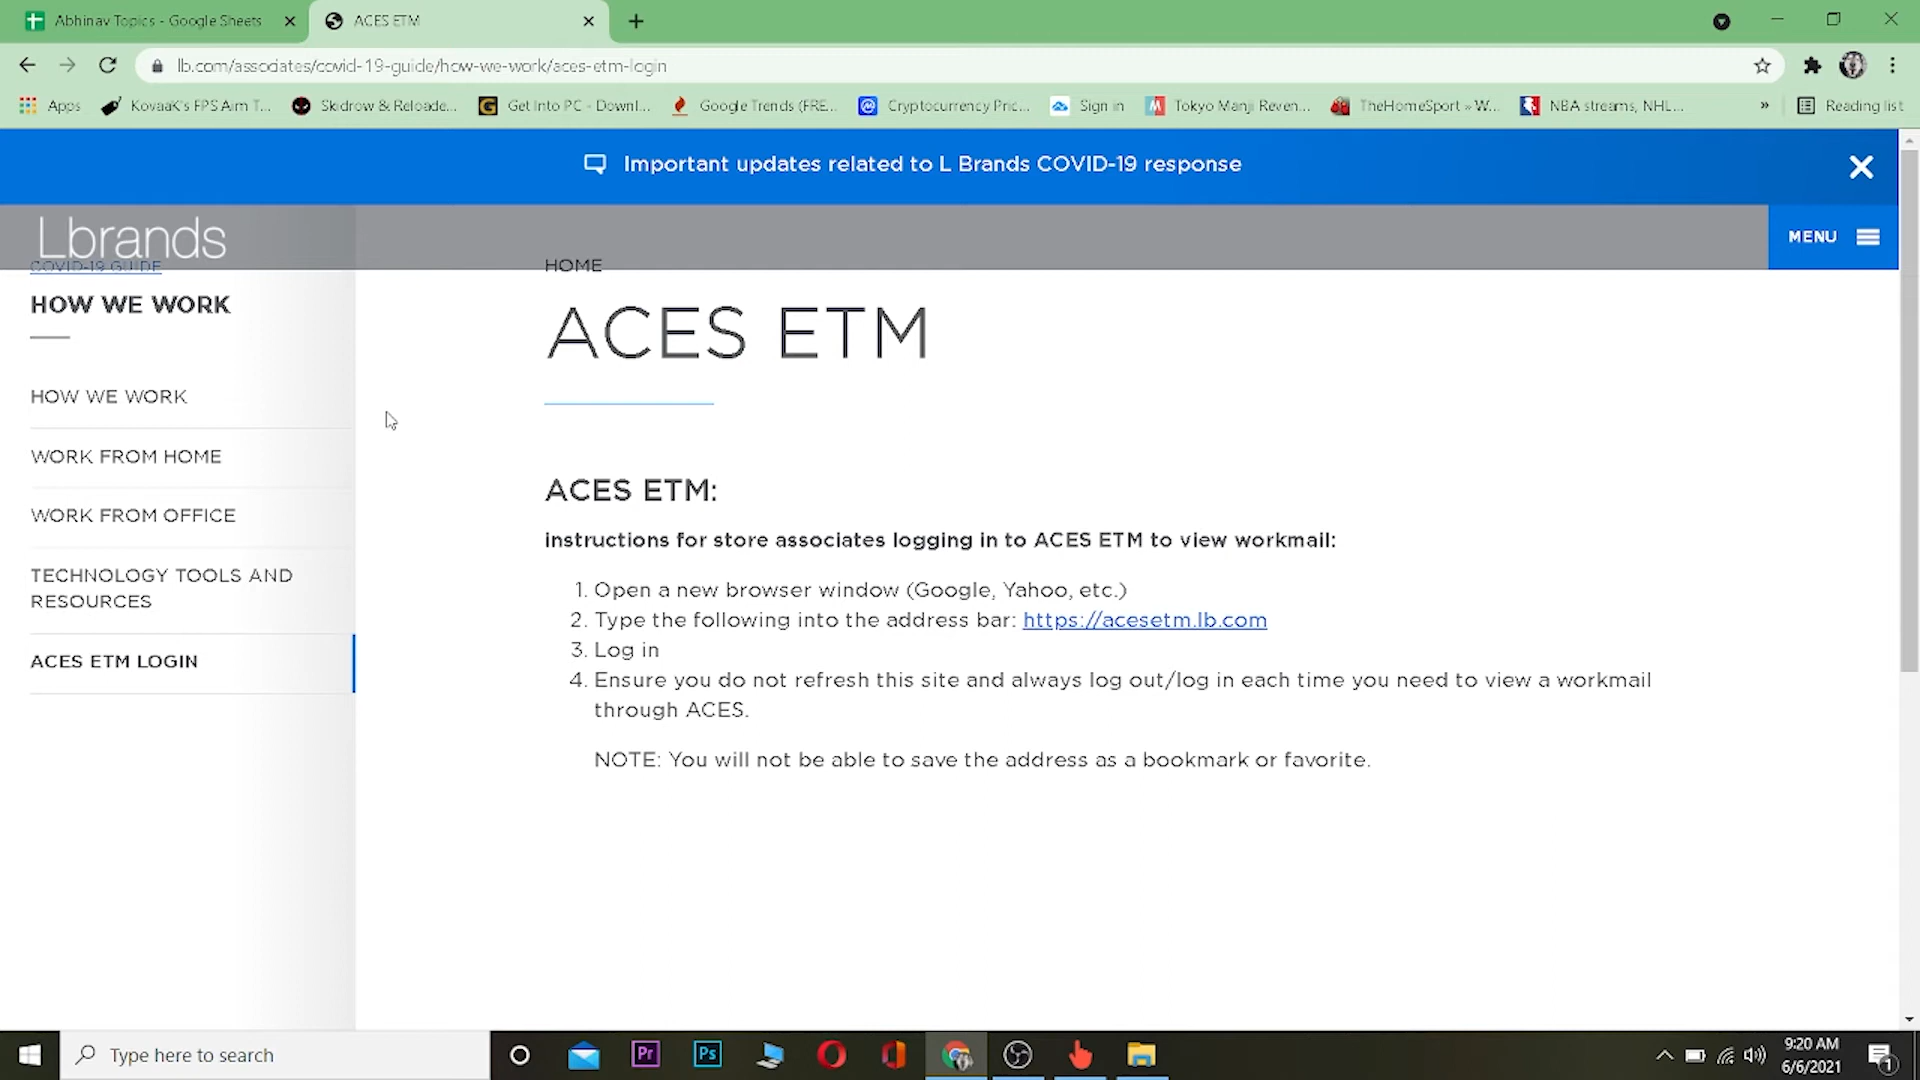 Abhinav Topics - Google Sheets
ACES ETM
lb.com/associates/covid-19-guide/how-we-work/aces-etm-login
Apps
KovaaK's FPS Aim T...
Skidrow & Reloade...
Get Into PC - Downl...
Google Trends (FRE...
Cryptocurrency Pric...
Sign in
Tokyo Manji Reven...
TheHomeSport » W...
NBA streams, NHL...
»
Reading list
Important updates related to L Brands COVID-19 response
Lbrands
MENU
COVID-19 GUIDE
HOME
HOW WE WORK
ACES ETM
HOW WE WORK
WORK FROM HOME
WORK FROM OFFICE
TECHNOLOGY TOOLS AND
RESOURCES
ACES ETM LOGIN
ACES ETM:
instructions for store associates logging in to ACES ETM to view workmail:
1. Open a new browser window (Google, Yahoo, etc.)
2. Type the following into the address bar: https://acesetm.lb.com
3. Log in
4. Ensure you do not refresh this site and always log out/log in each time you need to view a workmail
through ACES.
NOTE: You will not be able to save the address as a bookmark or favorite.
Type here to search
Pr
Ps
9:20 AM
6/6/2021
1